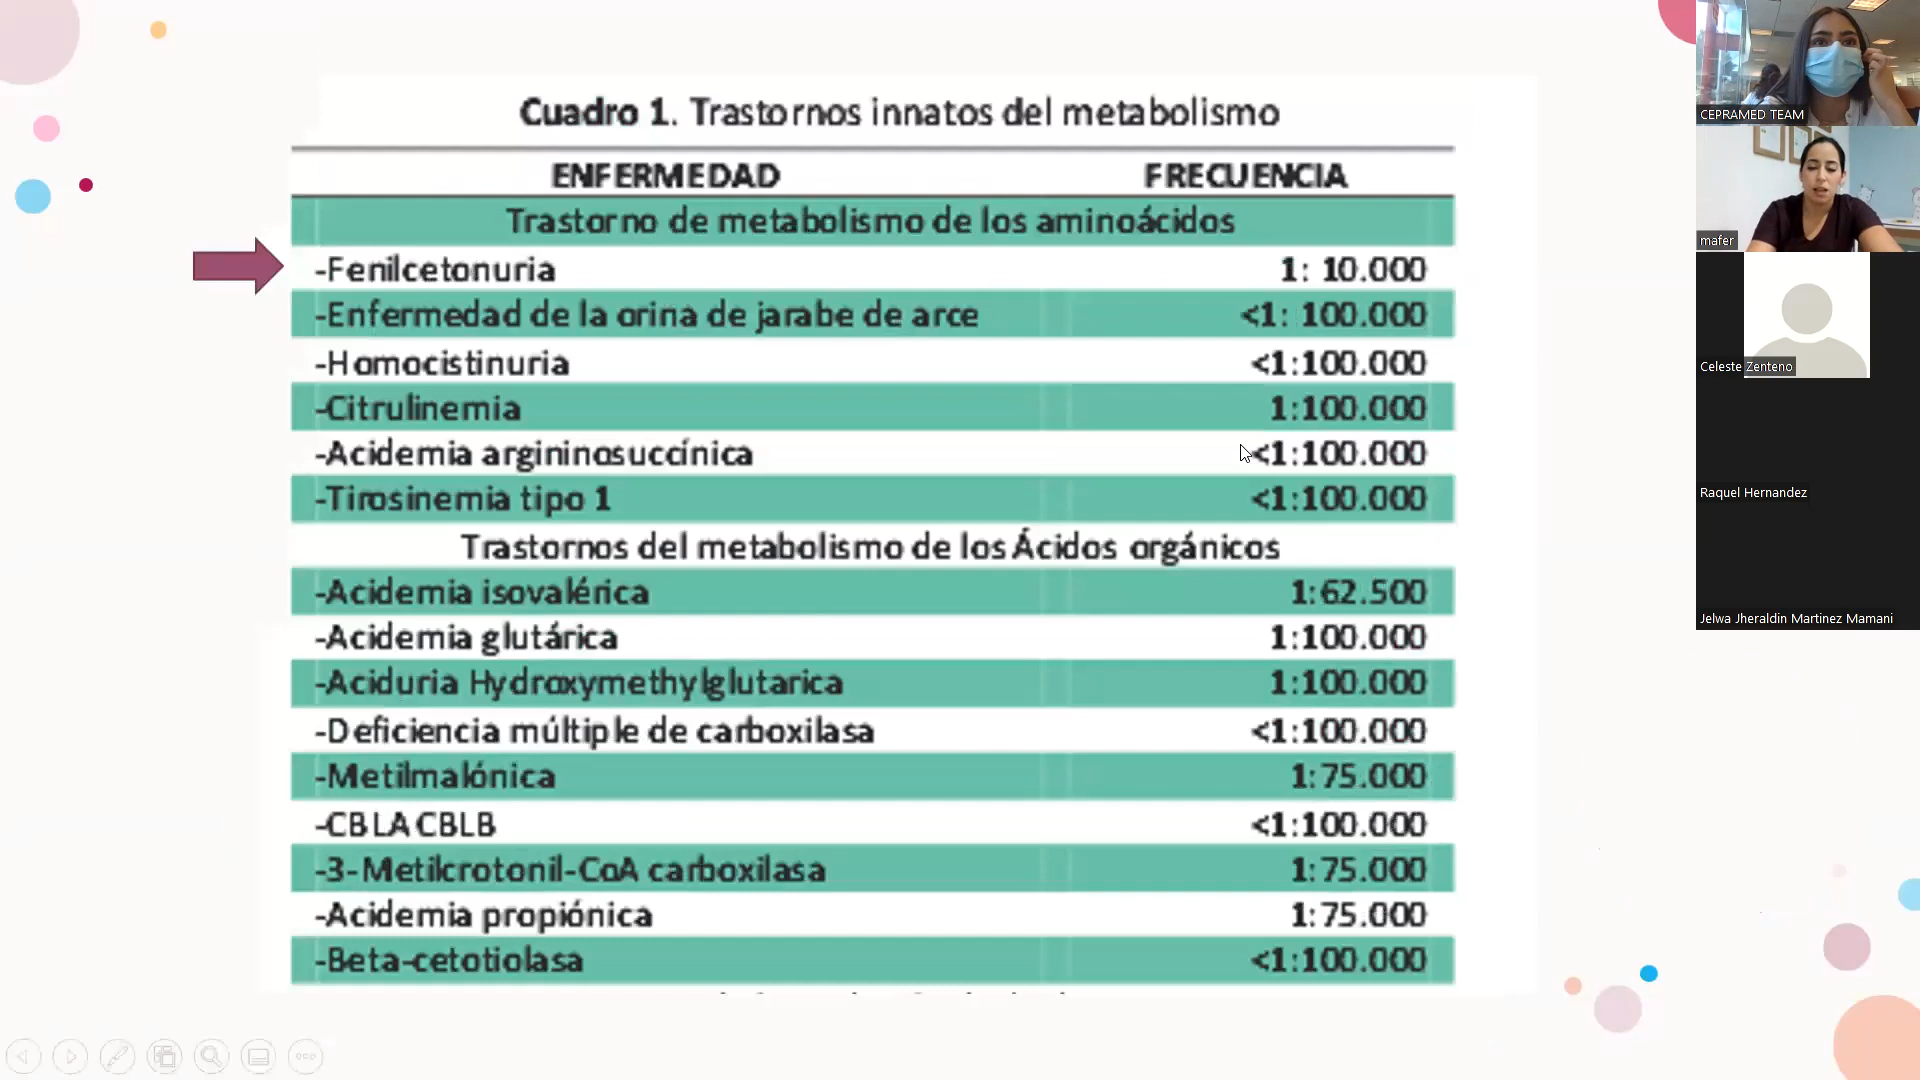 Cuadro 1. Trastornos innatos del metabolismo
ENFERMEDAD FRECUENCIA
Trastorno de metabolismo de los aminoácidos
-Fenilcetonuria 1: 10.000
-Enfermedad de la orina de jarabe de arce <1: 100.000
-Homocistinuria <1:100.000
-Citrulinemia 1:100.000
-Acidemia argininosuccínica <1:100.000
-Tirosinemia tipo 1 <1:100.000
Trastornos del metabolismo de los Ácidos orgánicos
-Acidemia isovalérica 1:62.500
-Acidemia glutárica 1:100.000
-Aciduria Hydroxymethylglutarica 1:100.000
-Deficiencia múltiple de carboxilasa <1:100.000
-Metilmalónica 1:75.000
-CBLA CBLB <1:100.000
-3-Metilcrotonil-CoA carboxilasa 1:75.000
-Acidemia propiónica 1:75.000
-Beta-cetotiolasa <1:100.000
CEPRAMED TEAM
mafer
Celeste Zenteno
Raquel Hernandez
Jelwa Jheraldin Martinez Mamani